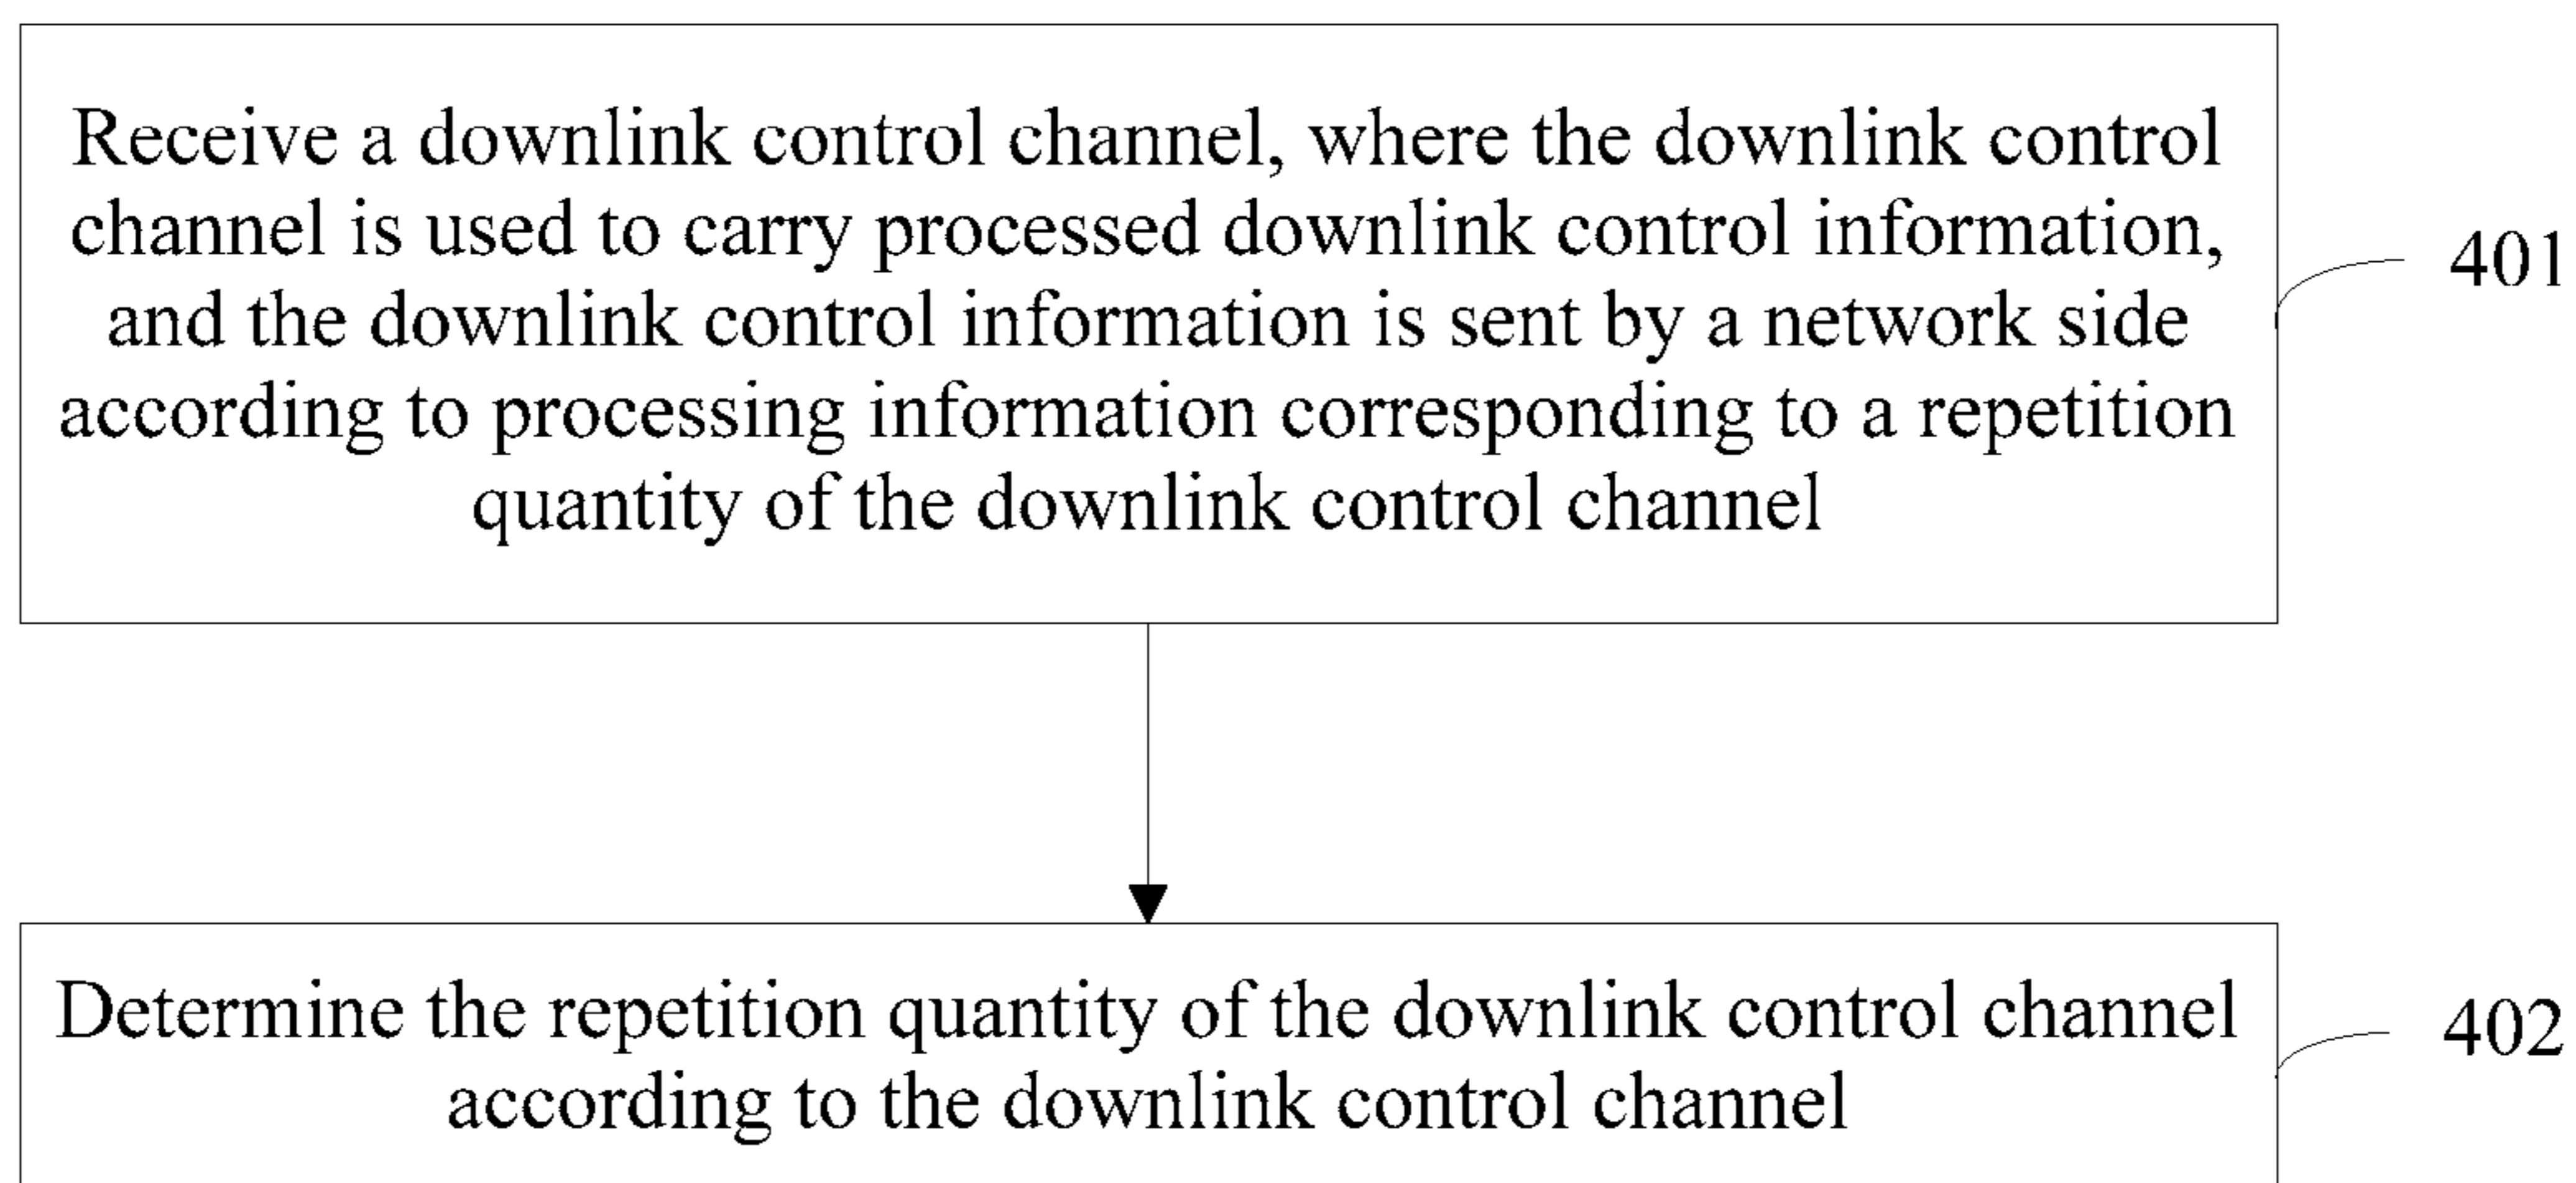 Receive a downlink control channel, where the downlink control
channel is used to carry processed downlink control information,
and the downlink control information is sent by a network side
according to processing information corresponding to a repetition
quantity of the downlink control channel
401
Determine the repetition quantity of the downlink control channel
according to the downlink control channel
402